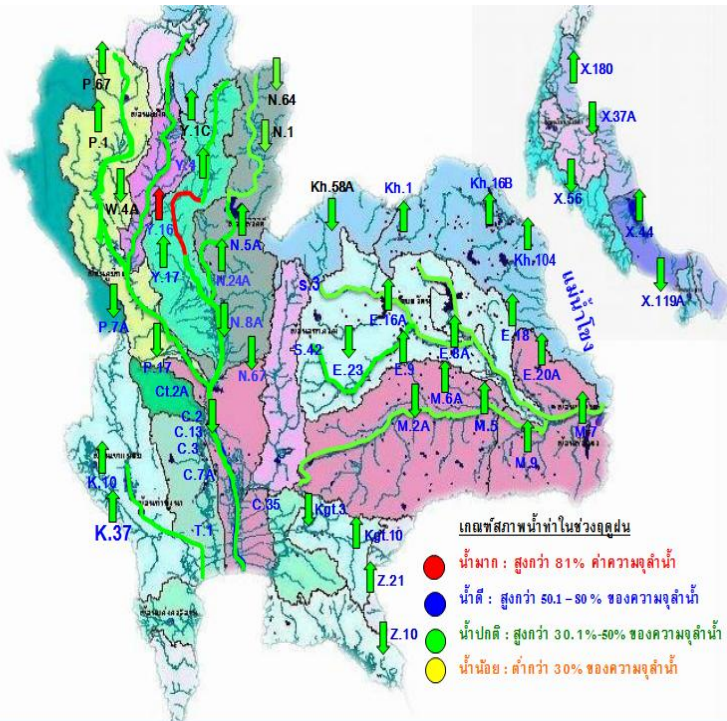 P.67
N.64
X.180
P.1
Y.1C
N.1
X.37A
Y.4
W.4A
Kh.58A
Kh.1
Kh.16B
X.56
Y.16
X.44
N.5A
Kh.104
Y.17
N.24A
S.3
แม่น้ำโขง
X.119A
P.7A
N.8A
E.16A
E.18
S.42
E.8A
P.17
N.67
E.23
E.9
E.20A
Ct.2A
M.6A
C.2
M.2A
M.5
M.7
C.13
C.3
M.9
K.10
C.7A
C.35
Kgt.3
K.37
T.1
Kgt.10
เกณฑ์สภาพน้ำท่าในช่วงฤดูฝน
น้ำมาก : สูงกว่า 81% ค่าความจุลำน้ำ
Z.21
น้ำดี : สูงกว่า 50.1 – 80 % ของความจุลำน้ำ
น้ำปกติ : สูงกว่า 30.1%-50% ของความจุลำน้ำ
Z.10
น้ำน้อย : ต่ำกว่า 30% ของความจุลำน้ำ